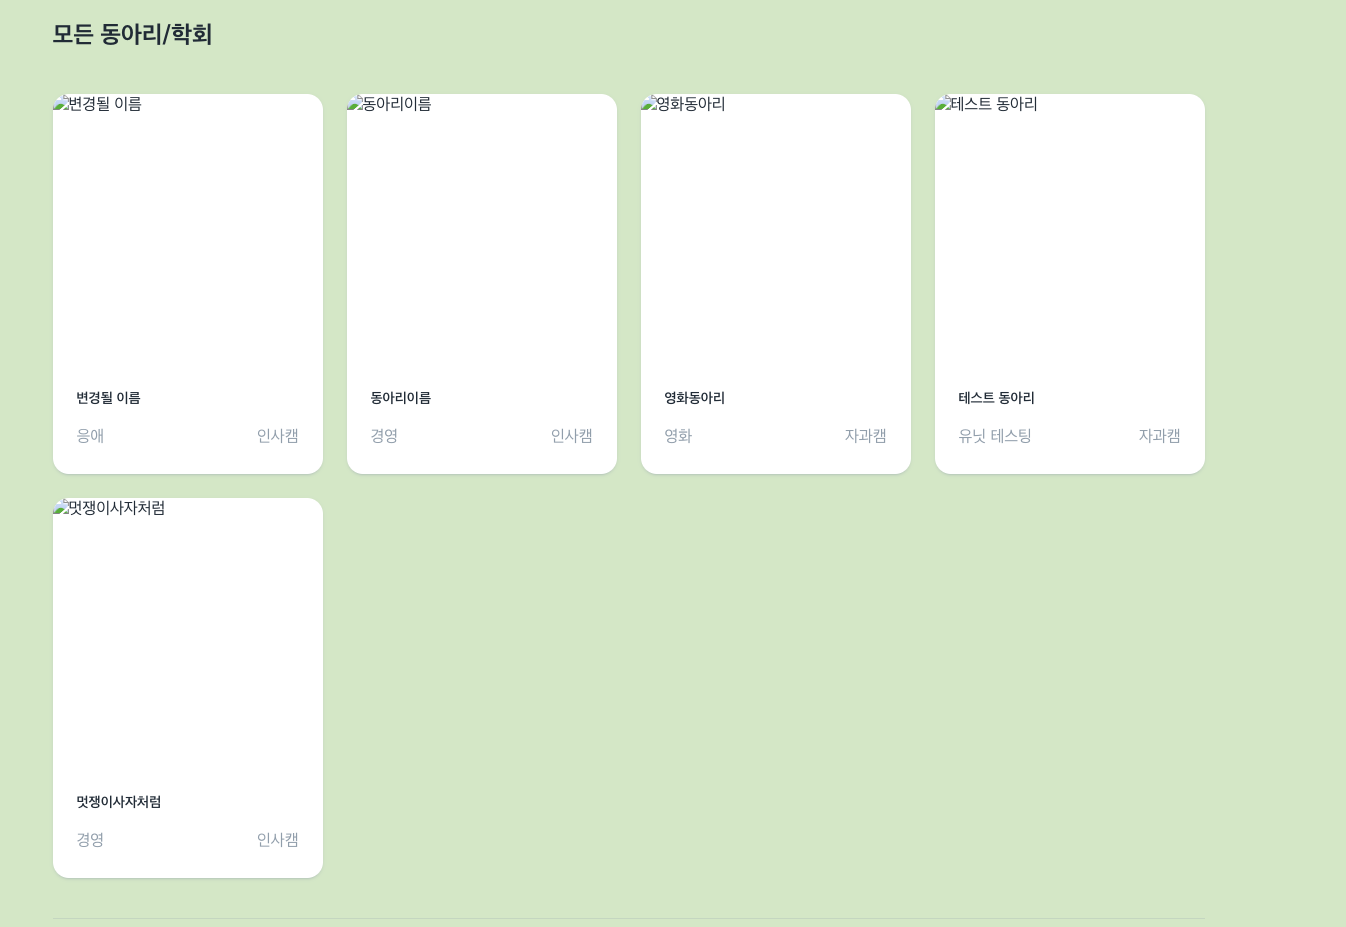 모든 동아리/학회
변경될 이름
동아리이름
영화동아리
테스트 동아리
변경될 이름
동아리이름
영화동아리
테스트 동아리
응애
인사캠
경영
인사캠
영화
자과캠
유닛 테스팅
자과캠
멋쟁이사자처럼
멋쟁이사자처럼
경영
인사캠